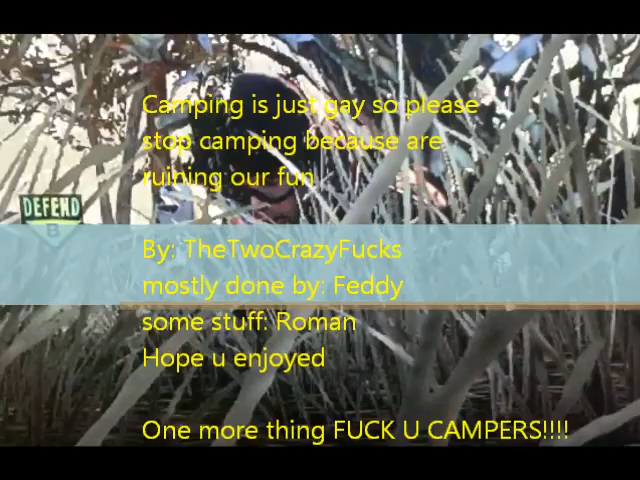 Camping is just gay so please
stop camping because are
ruining our fun
DEFEND
B
By: TheTwoCrazyFucks
mostly done by: Feddy
some stuff: Roman
Hope u enjoyed
One more thing FUCK U CAMPERS!!!!